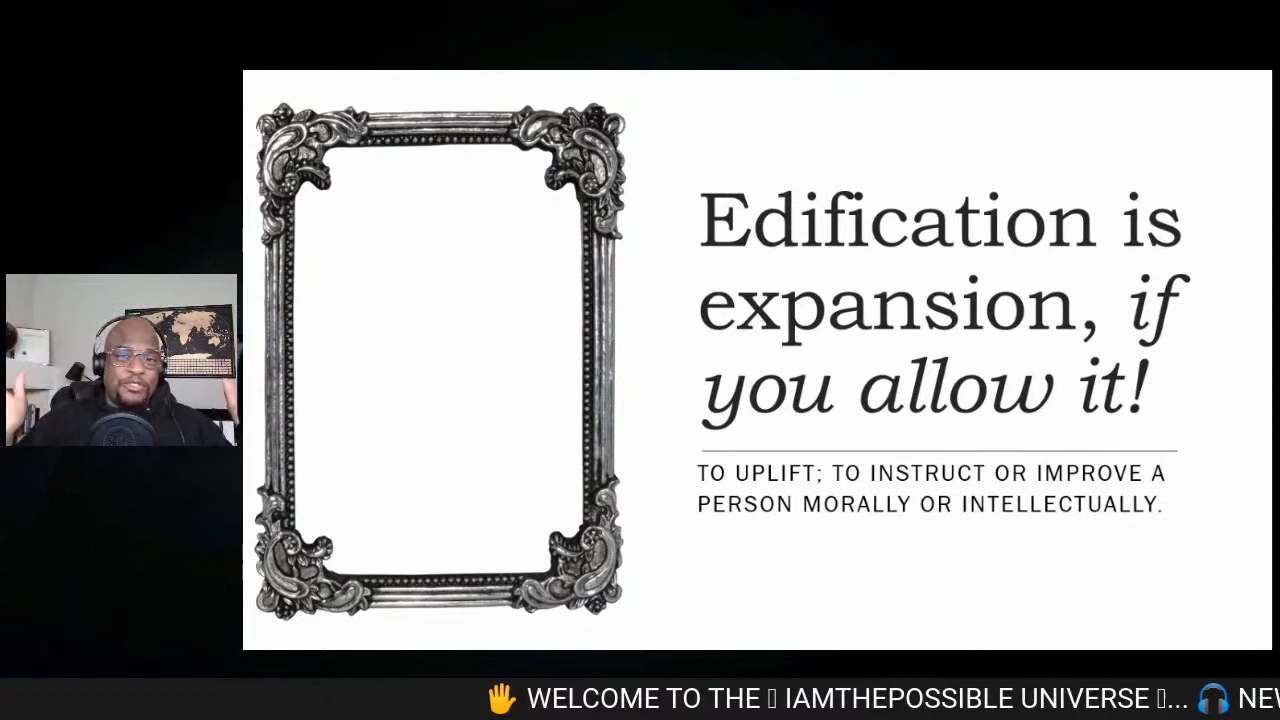 Edification is
expansion, if
you allow it!
TO UPLIFT; TO INSTRUCT OR IMPROVE A
PERSON MORALLY OR INTELLECTUALLY.
🖐 WELCOME TO THE IAMTHEPOSSIBLE UNIVERSE ... 🎧